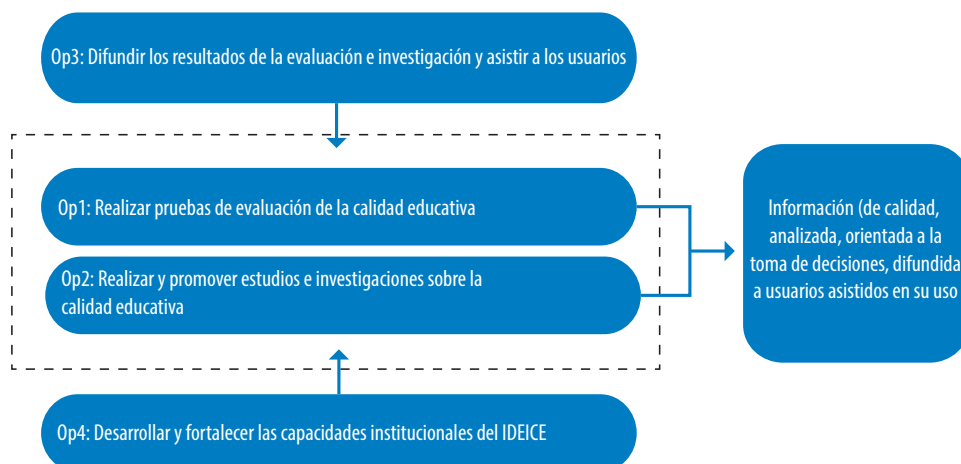 Op3: Difundir los resultados de la evaluación e investigación y asistir a los usuarios
Op1: Realizar pruebas de evaluación de la calidad educativa
Op2: Realizar y promover estudios e investigaciones sobre la
calidad educativa
Información (de calidad,
analizada, orientada a la
toma de decisiones, difundida
a usuarios asistidos en su uso
Op4: Desarrollar y fortalecer las capacidades institucionales del IDEICE